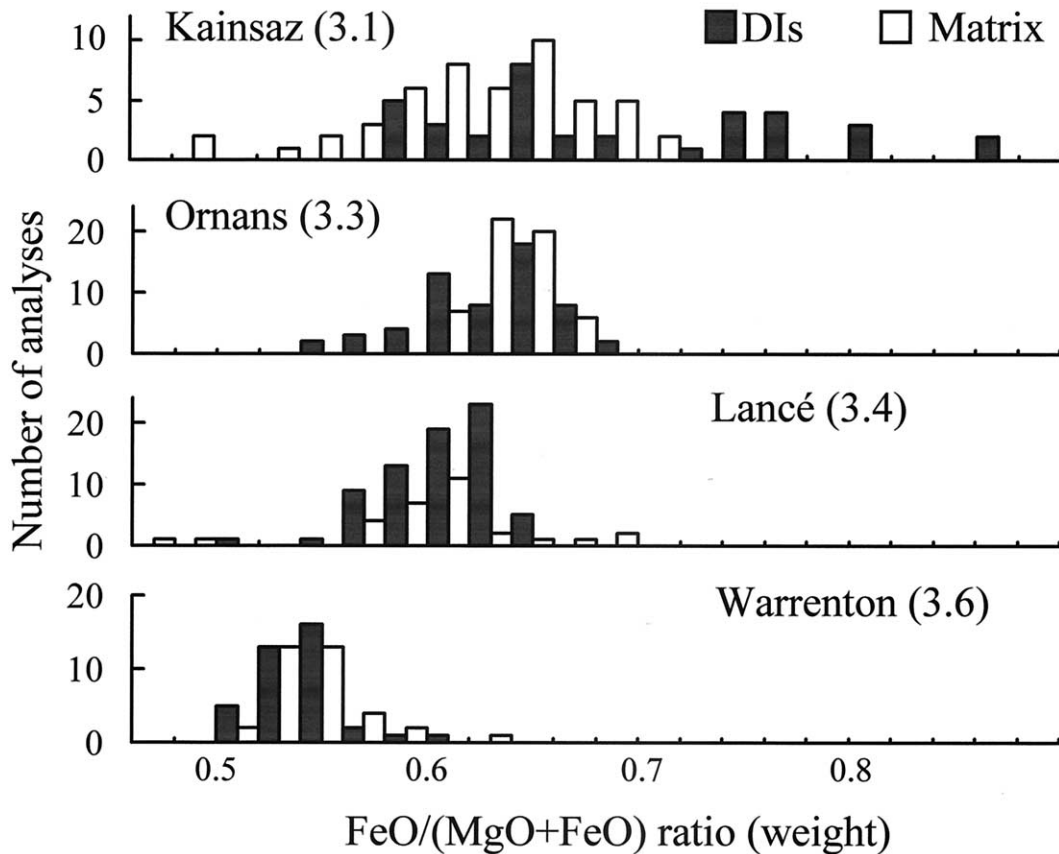 Kainsaz (3.1) DIs Matrix
10
5
0
Ornans (3.3)
20
10
0
Number of analyses
Lancé (3.4)
20
10
0
Warrenton (3.6)
20
10
0
0.5 0.6 0.7 0.8
FeO/(MgO+FeO) ratio (weight)